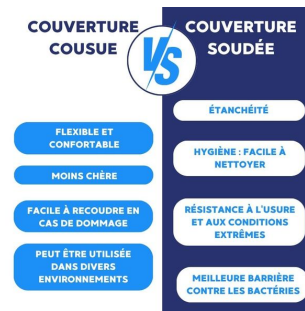 COUVERTURE
COUSUE
VS
COUVERTURE
SOUDÉE
FLEXIBLE ET
CONFORTABLE
MOINS CHÈRE
FACILE À RECOUDRE EN
CAS DE DOMMAGE
PEUT ÊTRE UTILISÉE
DANS DIVERS
ENVIRONNEMENTS
ÉTANCHÉITÉ
HYGIÈNE : FACILE À
NETTOYER
RÉSISTANCE À L'USURE
ET AUX CONDITIONS
EXTRÊMES
MEILLEURE BARRIÈRE
CONTRE LES BACTÉRIES